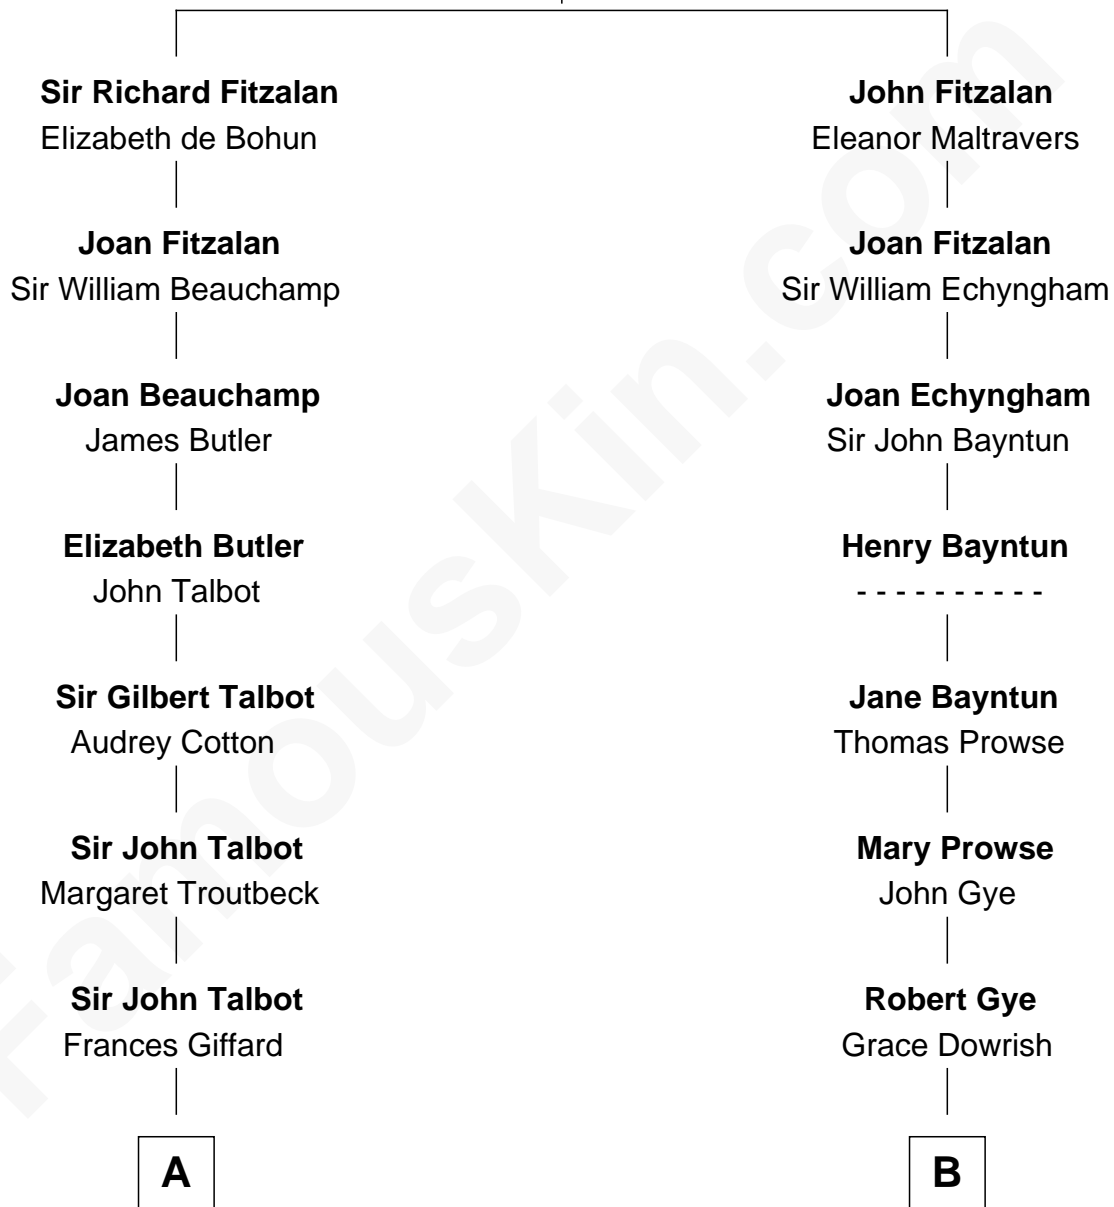 Sir Richard Fitzalan
Elizabeth de Bohun
Joan Fitzalan
Sir William Beauchamp
Joan Beauchamp
James Butler
Elizabeth Butler
John Talbot
Sir Gilbert Talbot
Audrey Cotton
Sir John Talbot
Margaret Troutbeck
Sir John Talbot
Frances Giffard
A
John Fitzalan
Eleanor Maltravers
Joan Fitzalan
Sir William Echyngham
Joan Echyngham
Sir John Bayntun
Henry Bayntun
- - - - - - - - - -
Jane Bayntun
Thomas Prowse
Mary Prowse
John Gye
Robert Gye
Grace Dowrish
B
FamousKin.com